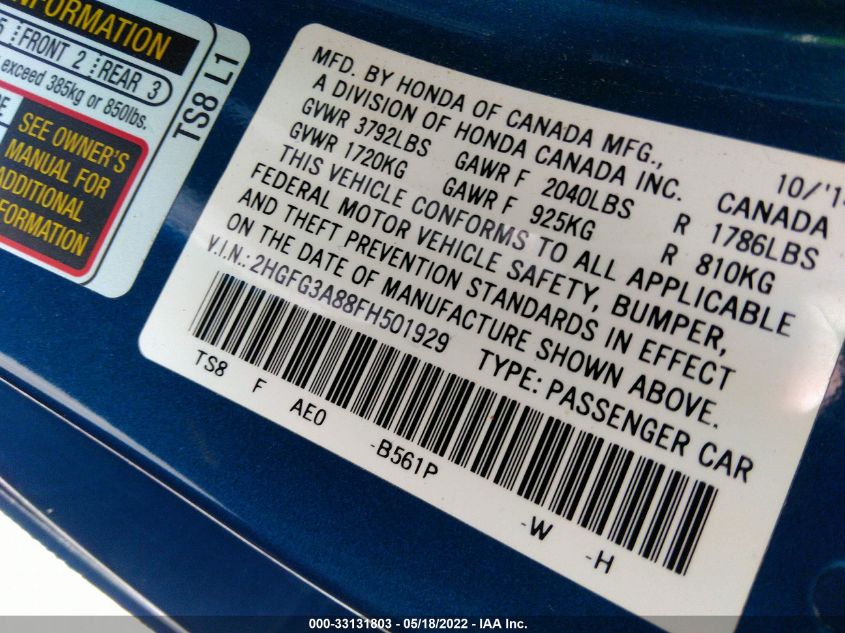 INFORMATION
5 FRONT 2 REAR 3
exceed 385kg or 850lbs.
SEE OWNER'S
MANUAL FOR
ADDITIONAL
INFORMATION
TS8 L1
MFD. BY HONDA OF CANADA MFG., 10/'1
A DIVISION OF HONDA CANADA INC. CANADA
GVWR 3792LBS GAWR F 2040LBS R 1786LBS
GVWR 1720KG GAWR F 925KG R 810KG
THIS VEHICLE CONFORMS TO ALL APPLICABLE
FEDERAL MOTOR VEHICLE SAFETY, BUMPER,
AND THEFT PREVENTION STANDARDS IN EFFECT
ON THE DATE OF MANUFACTURE SHOWN ABOVE.
V.I.N.: 2HGFG3A88FH501929 TYPE: PASSENGER CAR
TS8 F AE0 -B561P -W -H
000-33131803 - 05/18/2022 - IAA Inc.